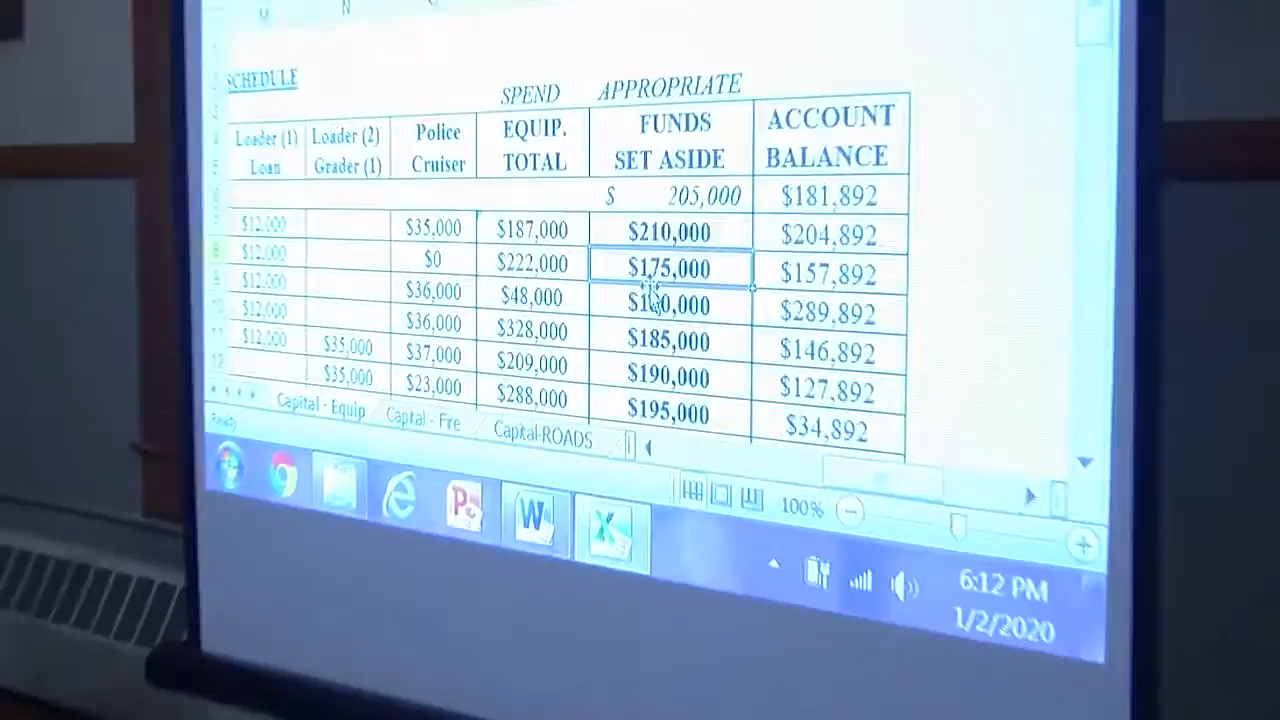 M N
SCHEDULE
SPEND APPROPRIATE
Loader (1) Loader (2) Police EQUIP. FUNDS ACCOUNT
Loan Grader (1) Cruiser TOTAL SET ASIDE BALANCE
$ 205,000 $181,892
$12,000 $35,000 $187,000 $210,000 $204,892
$12,000 $0 $222,000 $175,000 $157,892
$12,000 $36,000 $48,000 $289,892
$12,000 $36,000 $328,000 $185,000 $146,892
$12,000 $35,000 $37,000 $209,000 $190,000 $127,892
$35,000 $23,000 $288,000 $195,000 $34,892
Capital - Equip Capital - Fire Capital-ROADS
Ready
100%
6:12 PM
1/2/2020